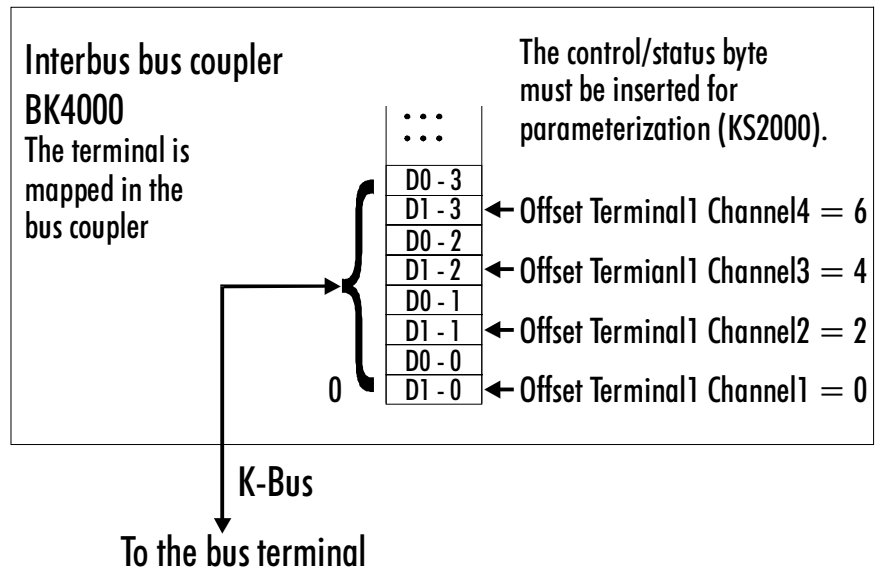 Interbus bus coupler
BK4000
The terminal is
mapped in the
bus coupler
The control/status byte
must be inserted for
parameterization (KS2000).
D0 - 3
D1 - 3 Offset Terminal1 Channel4 = 6
D0 - 2
D1 - 2 Offset Termianl1 Channel3 = 4
D0 - 1
D1 - 1 Offset Terminal1 Channel2 = 2
D0 - 0
0 D1 - 0 Offset Terminal1 Channel1 = 0
K-Bus
To the bus terminal